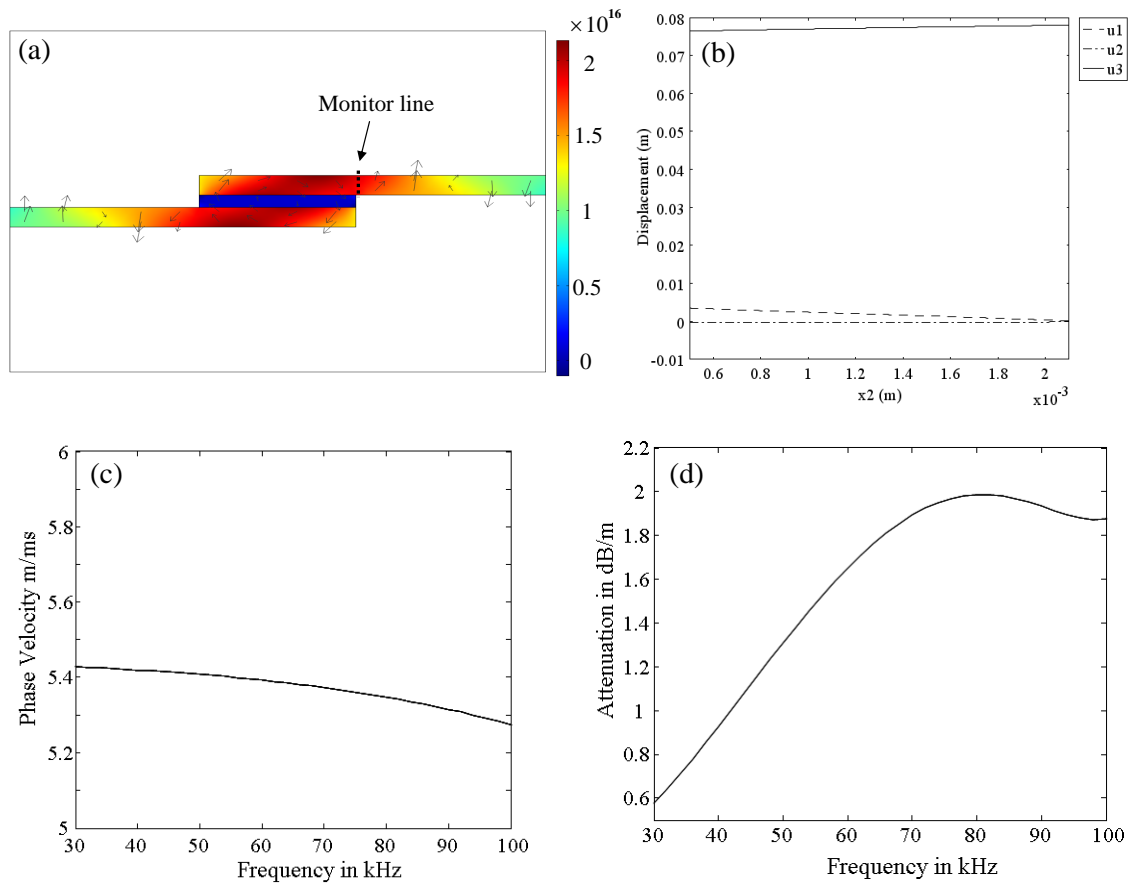 (a)
Monitor line
×10¹⁶
2
1.5
1
0.5
0
(b)
u1
u2
u3
0.08
0.07
0.06
0.05
0.04
0.03
0.02
0.01
0
-0.01
Displacement (m)
0.6 0.8 1 1.2 1.4 1.6 1.8 2
x2 (m)
x10⁻³
(c)
6
5.8
5.6
5.4
5.2
5
Phase Velocity m/ms
30 40 50 60 70 80 90 100
Frequency in kHz
(d)
2.2
2
1.8
1.6
1.4
1.2
1
0.8
0.6
Attenuation in dB/m
30 40 50 60 70 80 90 100
Frequency in kHz